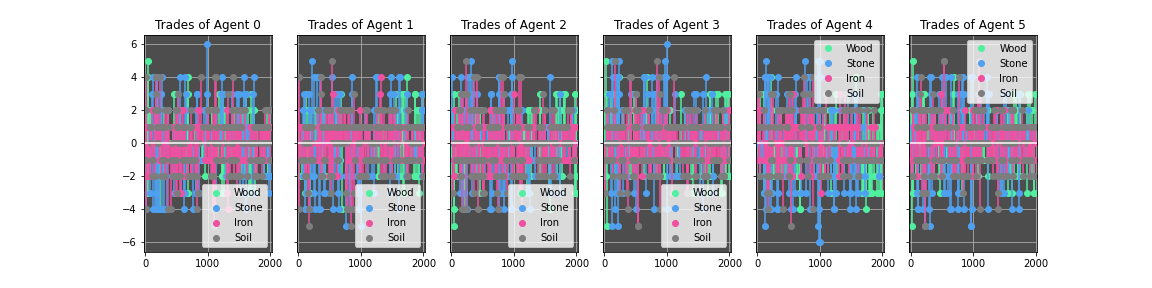 Trades of Agent 0 Trades of Agent 1 Trades of Agent 2 Trades of Agent 3 Trades of Agent 4 Trades of Agent 5
6
4
2
0
−2
−4
−6
Wood
Stone
Iron
Soil
Wood
Stone
Iron
Soil
Wood
Stone
Iron
Soil
Wood
Stone
Iron
Soil
Wood
Stone
Iron
Soil
Wood
Stone
Iron
Soil
0 1000 2000 0 1000 2000 0 1000 2000 0 1000 2000 0 1000 2000 0 1000 2000